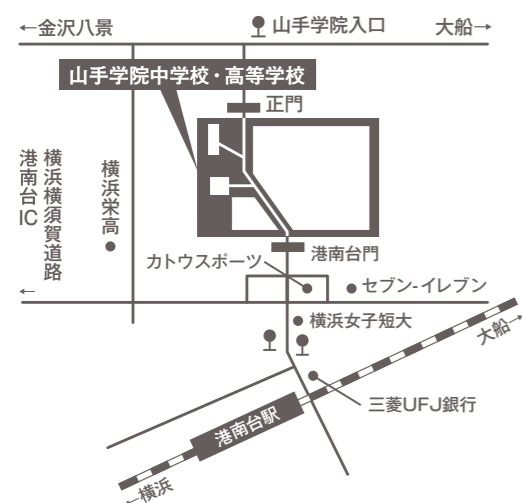 ←金沢八景
山手学院入口
大船→
山手学院中学校・高等学校
正門
横浜横須賀道路
港南台IC
←
横浜栄高
港南台門
カトウスポーツ
セブン-イレブン
横浜女子短大
大船→
三菱UFJ銀行
港南台駅
←横浜